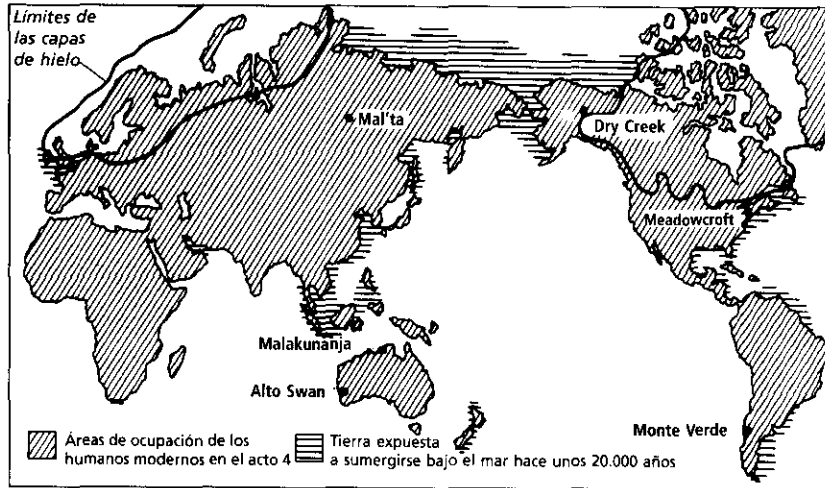 Límites de
las capas
de hielo
Mal'ta
Dry Creek
Meadowcroft
Malakunanja
Alto Swan
Monte Verde
Áreas de ocupación de los
humanos modernos en el acto 4
Tierra expuesta
a sumergirse bajo el mar hace unos 20.000 años